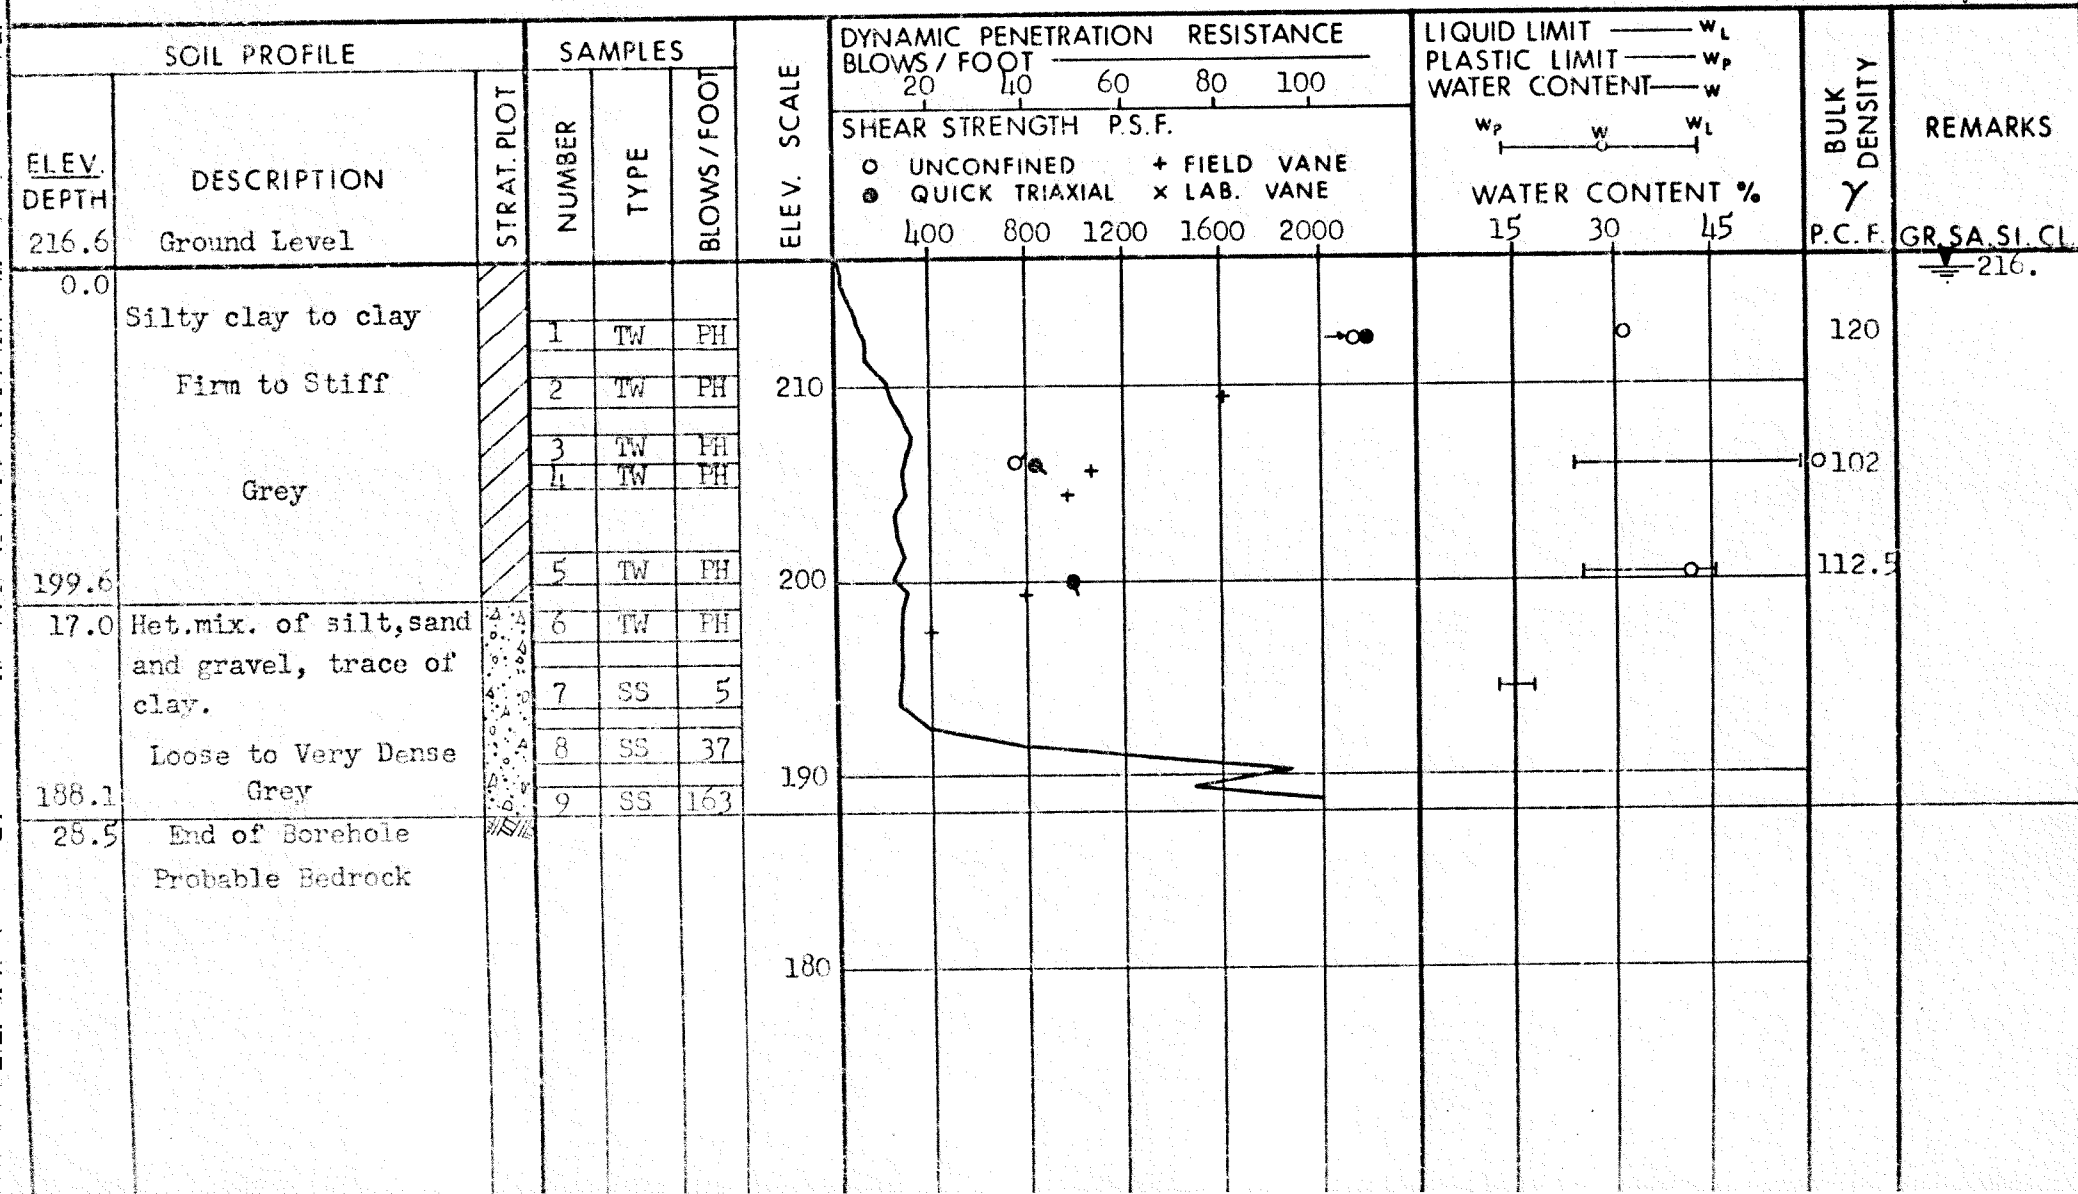 SOIL PROFILE
SAMPLES
ELEV.
DEPTH
DESCRIPTION
STRAT. PLOT
NUMBER
TYPE
BLOWS / FOOT
ELEV. SCALE
DYNAMIC PENETRATION RESISTANCE
BLOWS / FOOT
20 40 60 80 100
SHEAR STRENGTH P.S.F.
UNCONFINED + FIELD VANE
QUICK TRIAXIAL x LAB. VANE
400 800 1200 1600 2000
LIQUID LIMIT WL
PLASTIC LIMIT WP
WATER CONTENT W
WP W WL
WATER CONTENT %
15 30 45
BULK DENSITY
γ
P.C.F.
REMARKS
GR.SA.SI.CL.
216.6 Ground Level
0.0
216.
Silty clay to clay
1 TW PH
120
Firm to Stiff
2 TW PH
210
3 TW PH
102
4 TW PH
Grey
5 TW PH
200
112.5
199.6
17.0 Het.mix. of silt,sand
6 TW PH
and gravel, trace of
clay.
7 SS 5
Loose to Very Dense
8 SS 37
190
188.1 Grey
9 SS 163
28.5 End of Borehole
Probable Bedrock
180